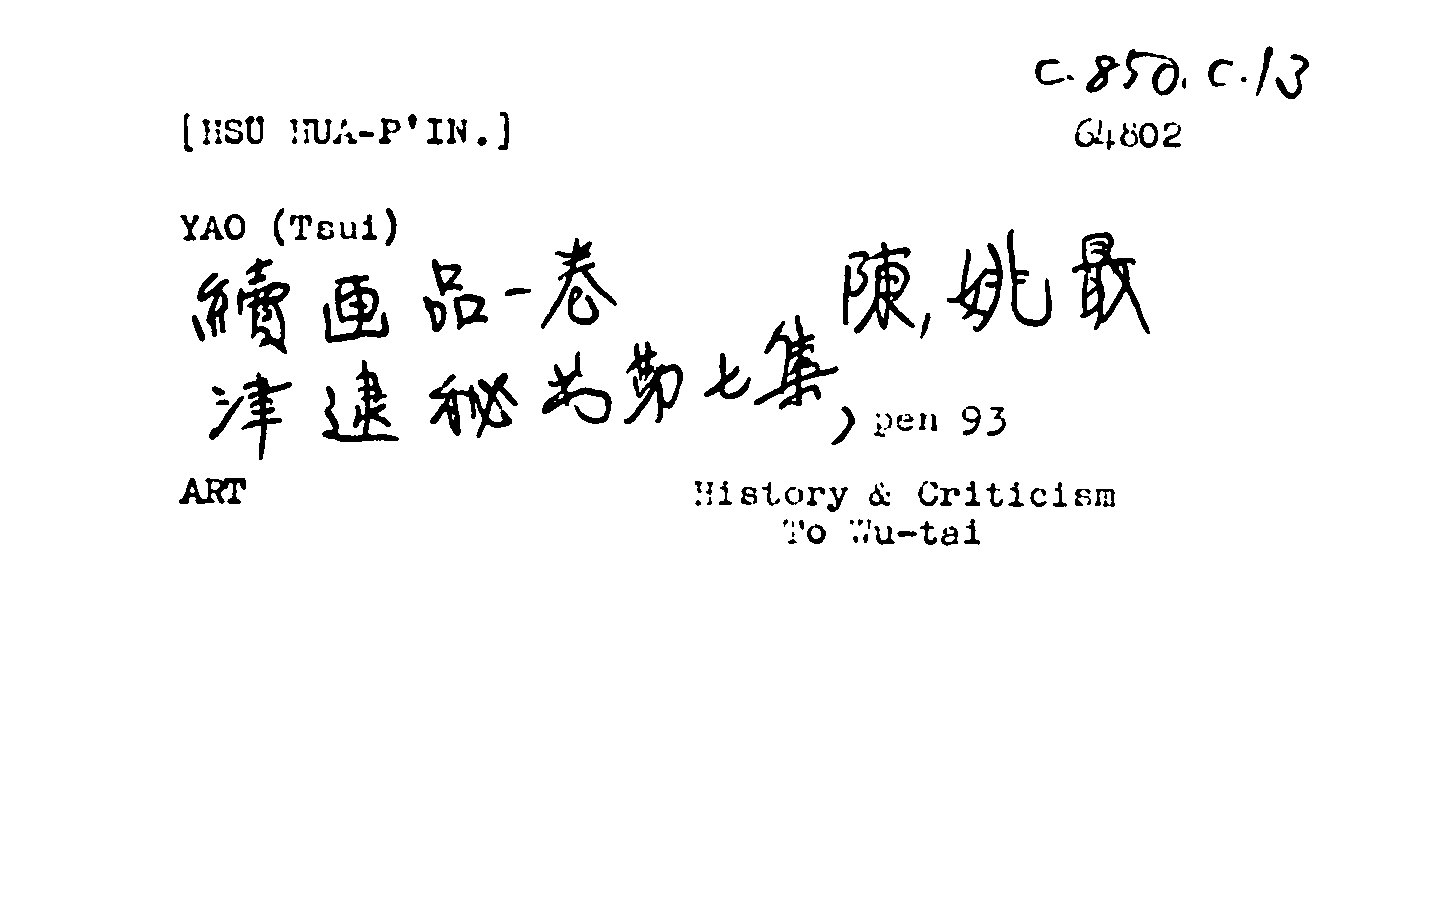 C.850.C.13
[HSU HUA-P'IN.] 64802
YAO (Tsui)
續画品一卷 陳,姚最
津逮秘书第七集, pen 93
ART History & Criticism
To Wu-tai